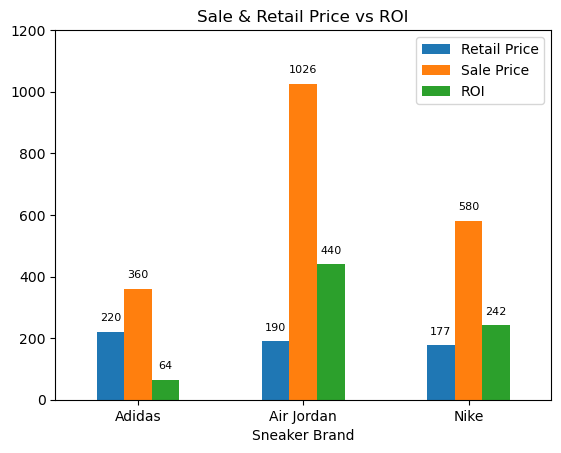 Sale & Retail Price vs ROI
1200
1000
800
600
400
200
0
Retail Price
Sale Price
ROI
220
360
64
190
1026
440
177
580
242
Adidas
Air Jordan
Nike
Sneaker Brand